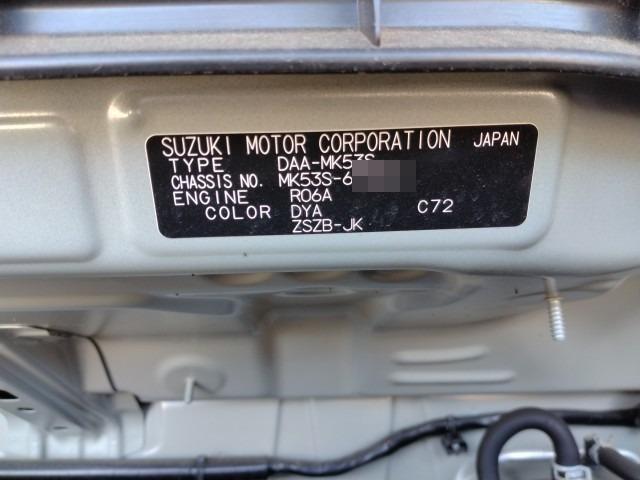 SUZUKI MOTOR CORPORATION JAPAN
TYPE DAA-MK53S
CHASSIS NO. MK53S-6
ENGINE R06A
COLOR DYA C72
ZSZB-JK